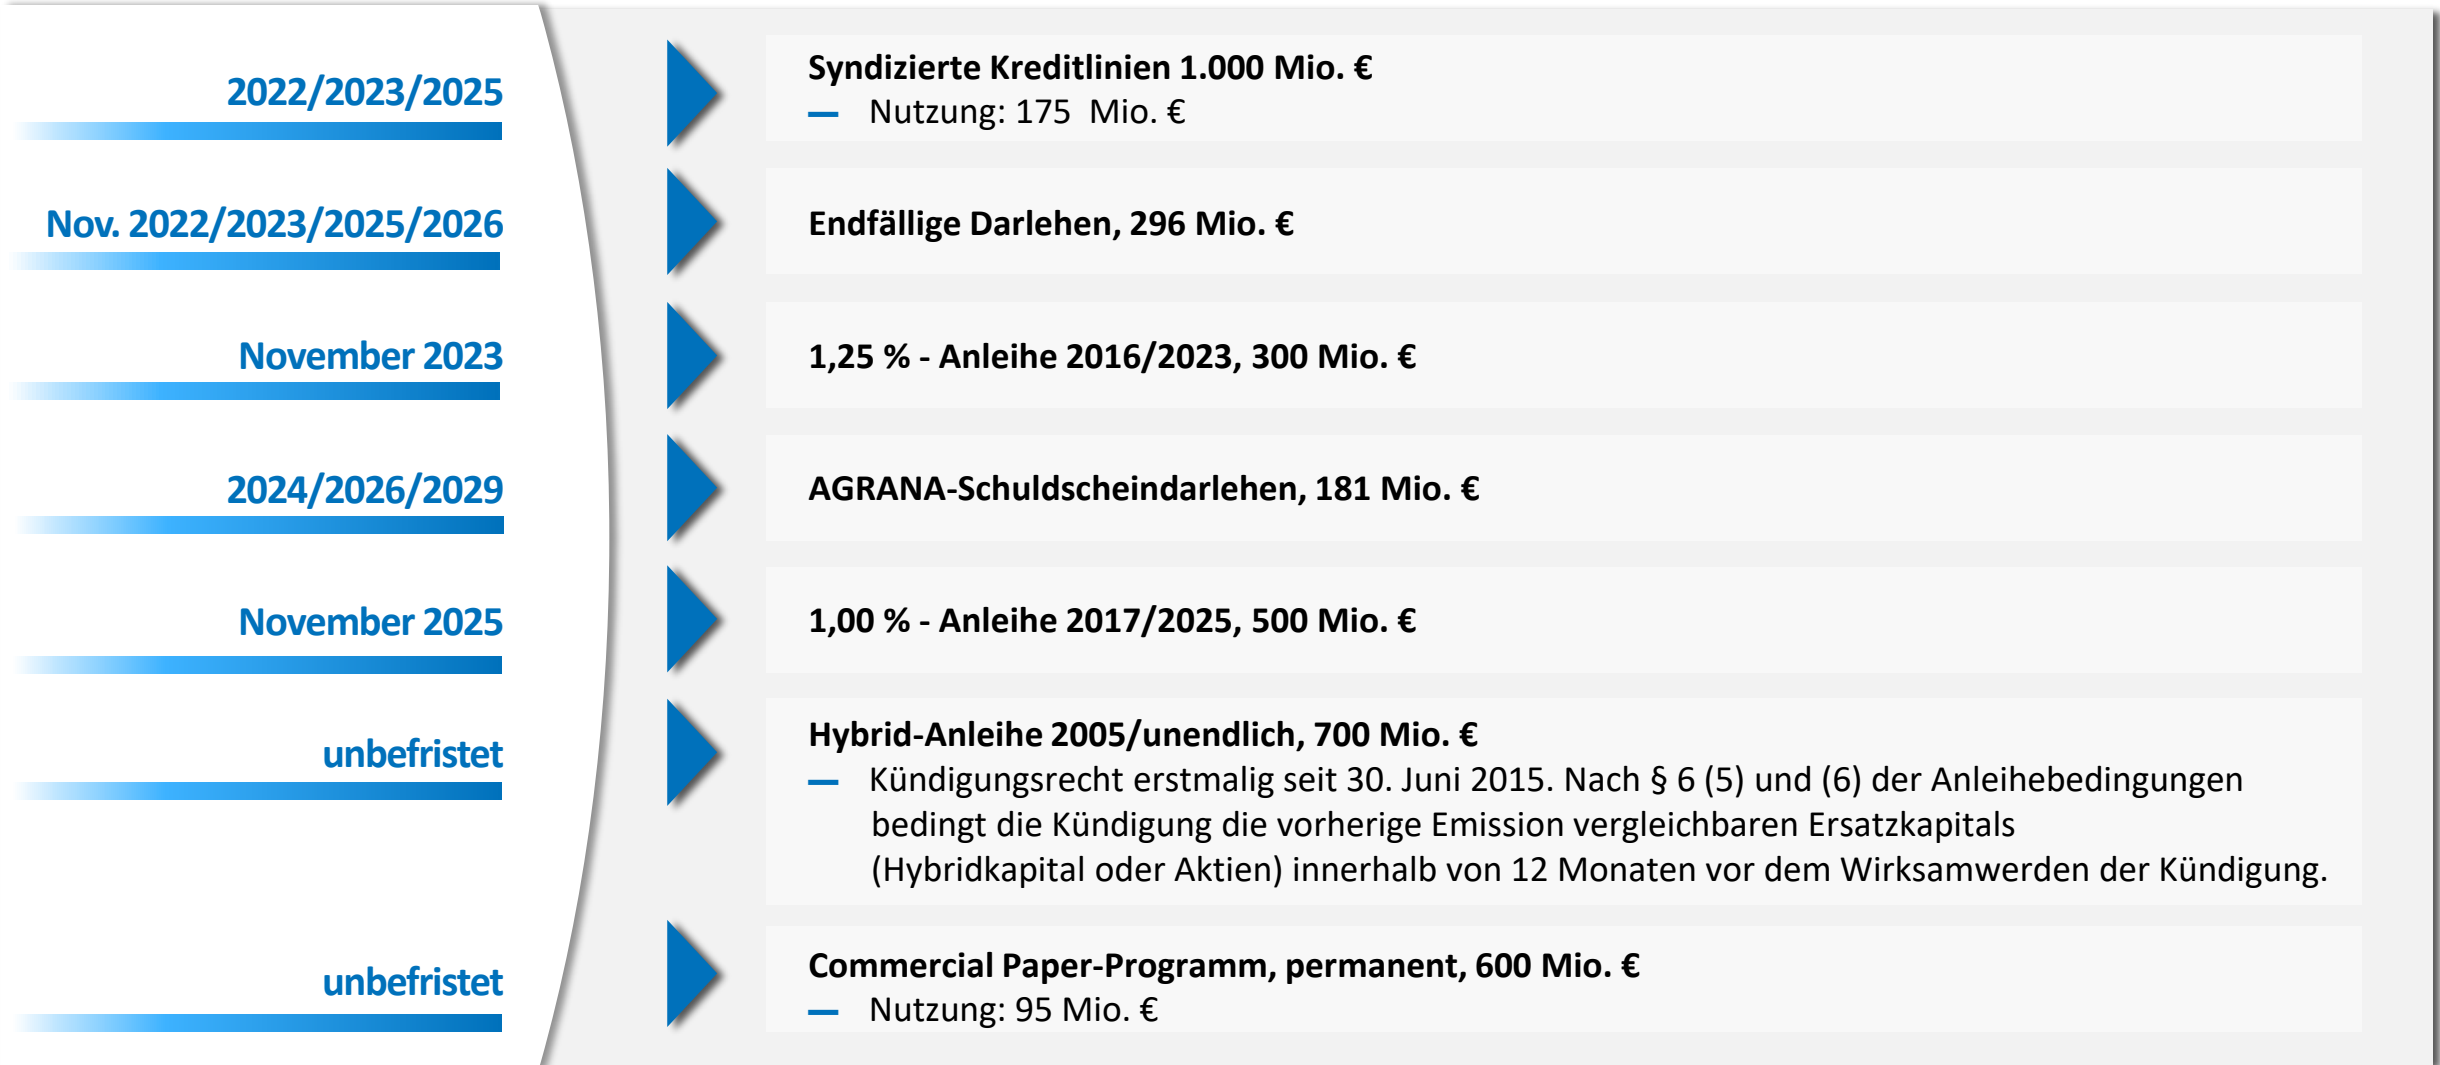 2022/2023/2025
Syndizierte Kreditlinien 1.000 Mio. €
— Nutzung: 175 Mio. €
Nov. 2022/2023/2025/2026
Endfällige Darlehen, 296 Mio. €
November 2023
1,25 % - Anleihe 2016/2023, 300 Mio. €
2024/2026/2029
AGRANA-Schuldscheindarlehen, 181 Mio. €
November 2025
1,00 % - Anleihe 2017/2025, 500 Mio. €
unbefristet
Hybrid-Anleihe 2005/unendlich, 700 Mio. €
— Kündigungsrecht erstmalig seit 30. Juni 2015. Nach § 6 (5) und (6) der Anleihebedingungen
bedingt die Kündigung die vorherige Emission vergleichbaren Ersatzkapitals
(Hybridkapital oder Aktien) innerhalb von 12 Monaten vor dem Wirksamwerden der Kündigung.
unbefristet
Commercial Paper-Programm, permanent, 600 Mio. €
— Nutzung: 95 Mio. €